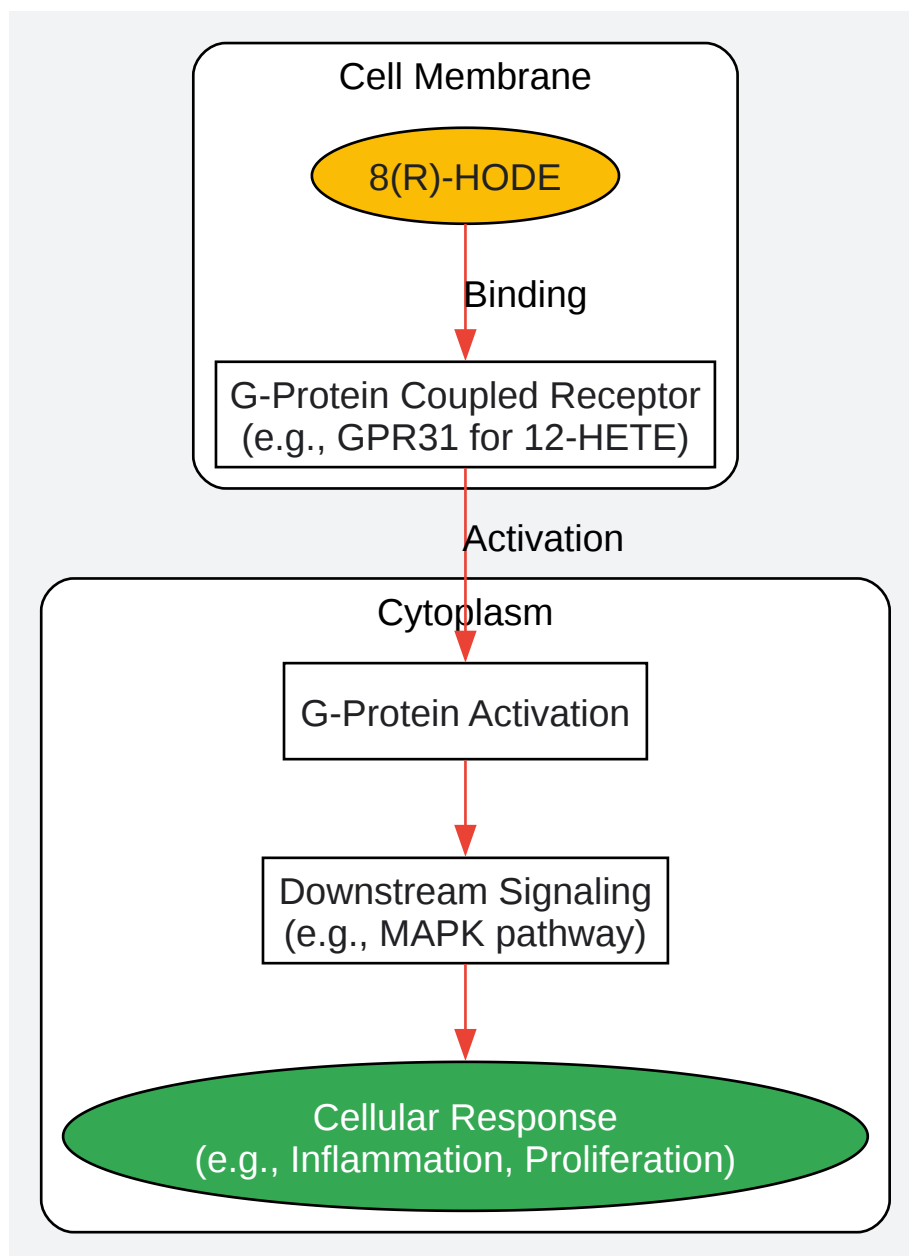 Cell Membrane
8(R)-HODE
Binding
G-Protein Coupled Receptor
(e.g., GPR31 for 12-HETE)
Activation
Cytoplasm
G-Protein Activation
Downstream Signaling
(e.g., MAPK pathway)
Cellular Response
(e.g., Inflammation, Proliferation)